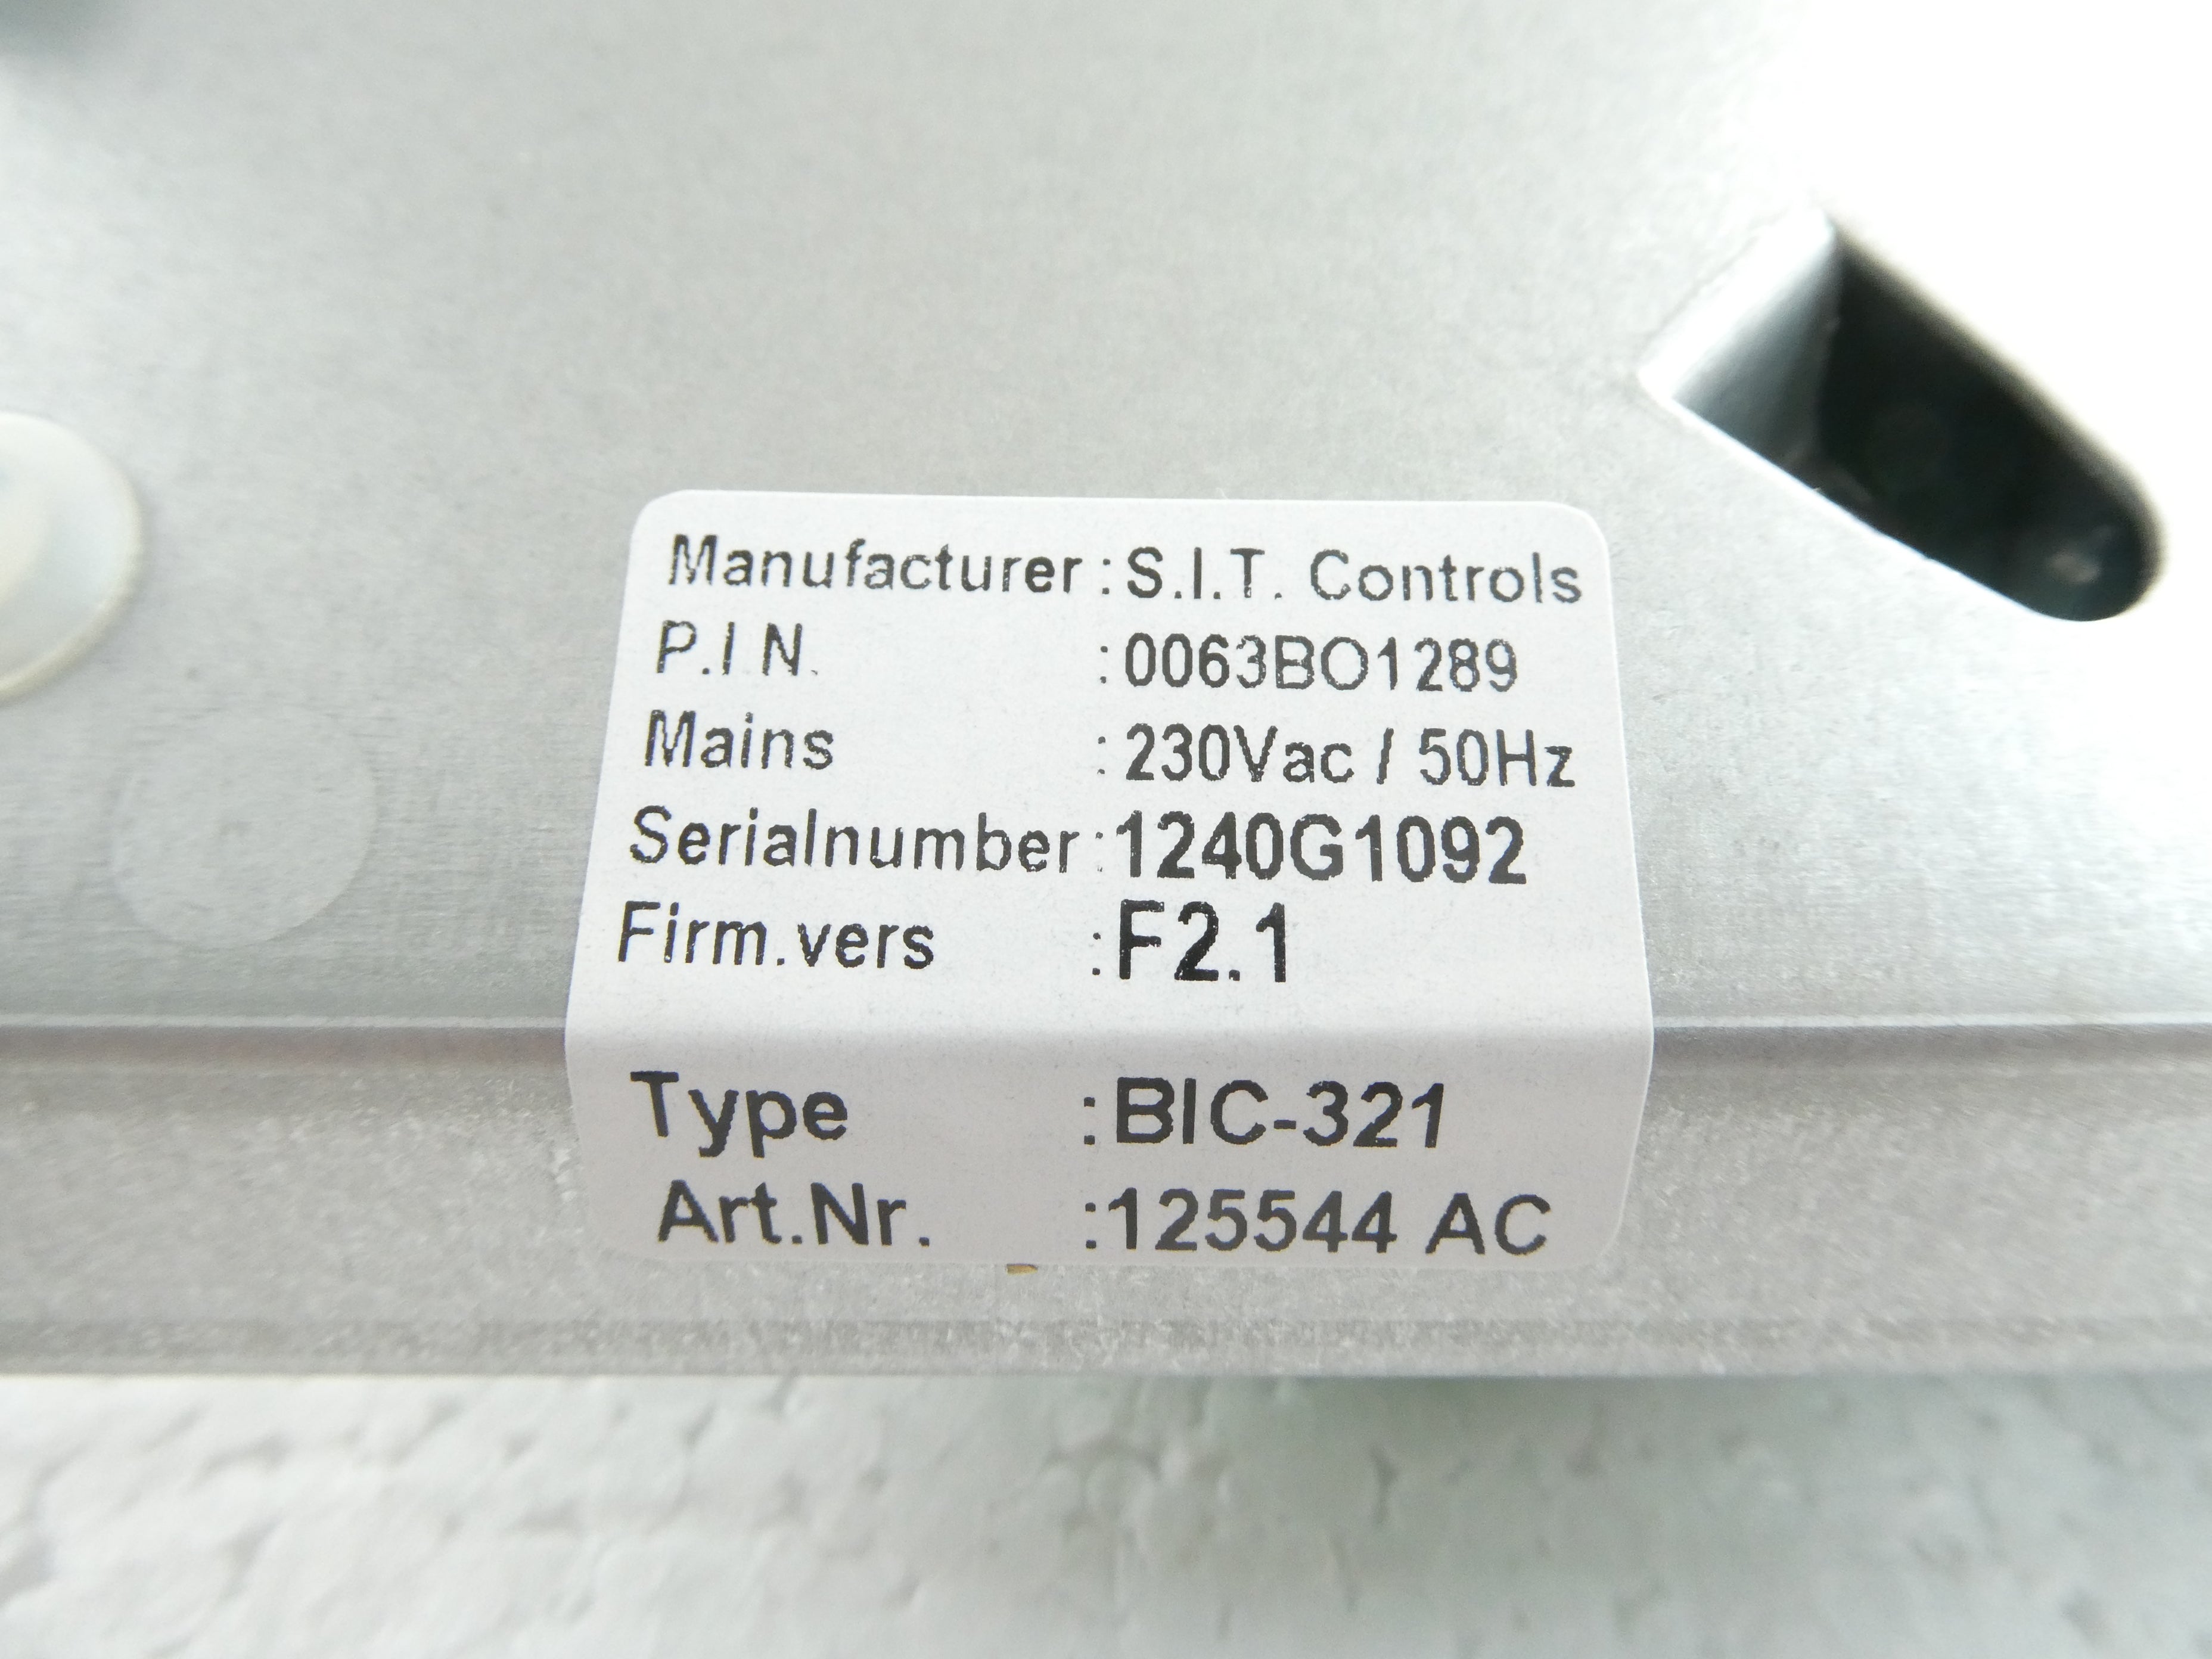 Manufacturer : S.I.T. Controls
P.I.N. : 0063BO1289
Mains : 230Vac / 50Hz
Serialnumber : 1240G1092
Firm.vers : F2.1
Type : BIC-321
Art.Nr. : 125544 AC